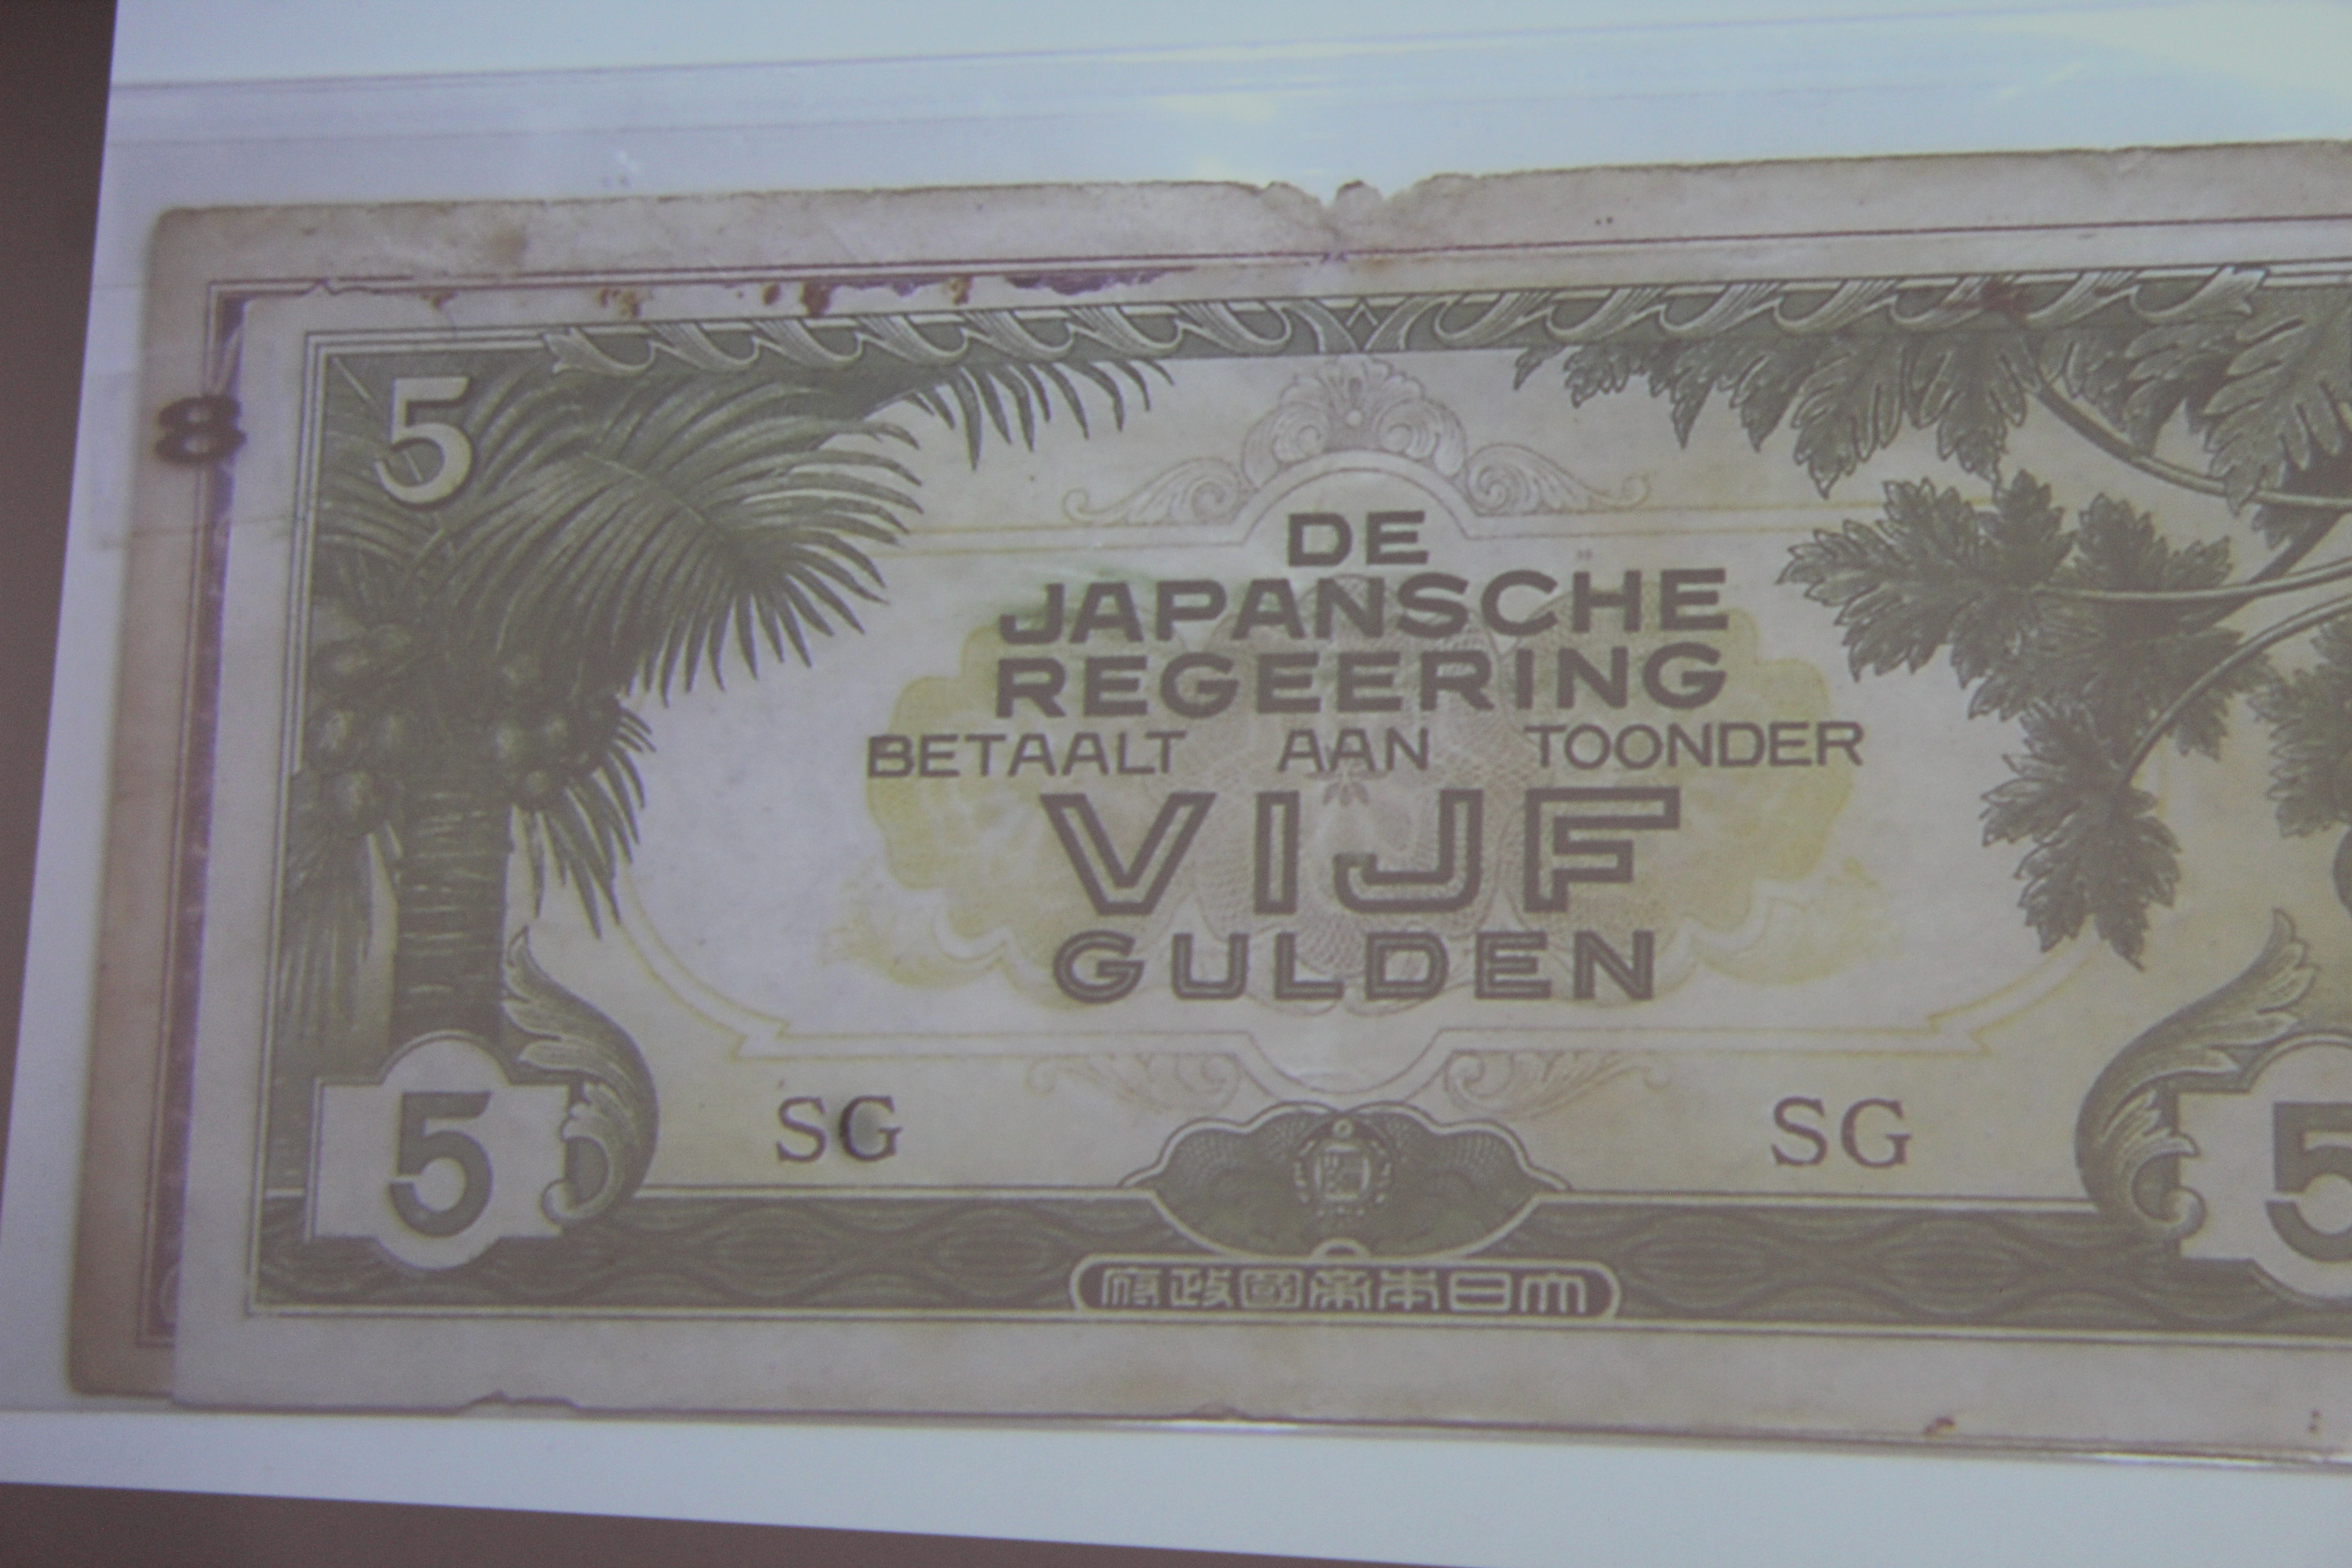 8
5
DE
JAPANSCHE
REGEERING
BETAALT AAN TOONDER
VIJF
GULDEN
SG SG
5 5
府政國帝本日大